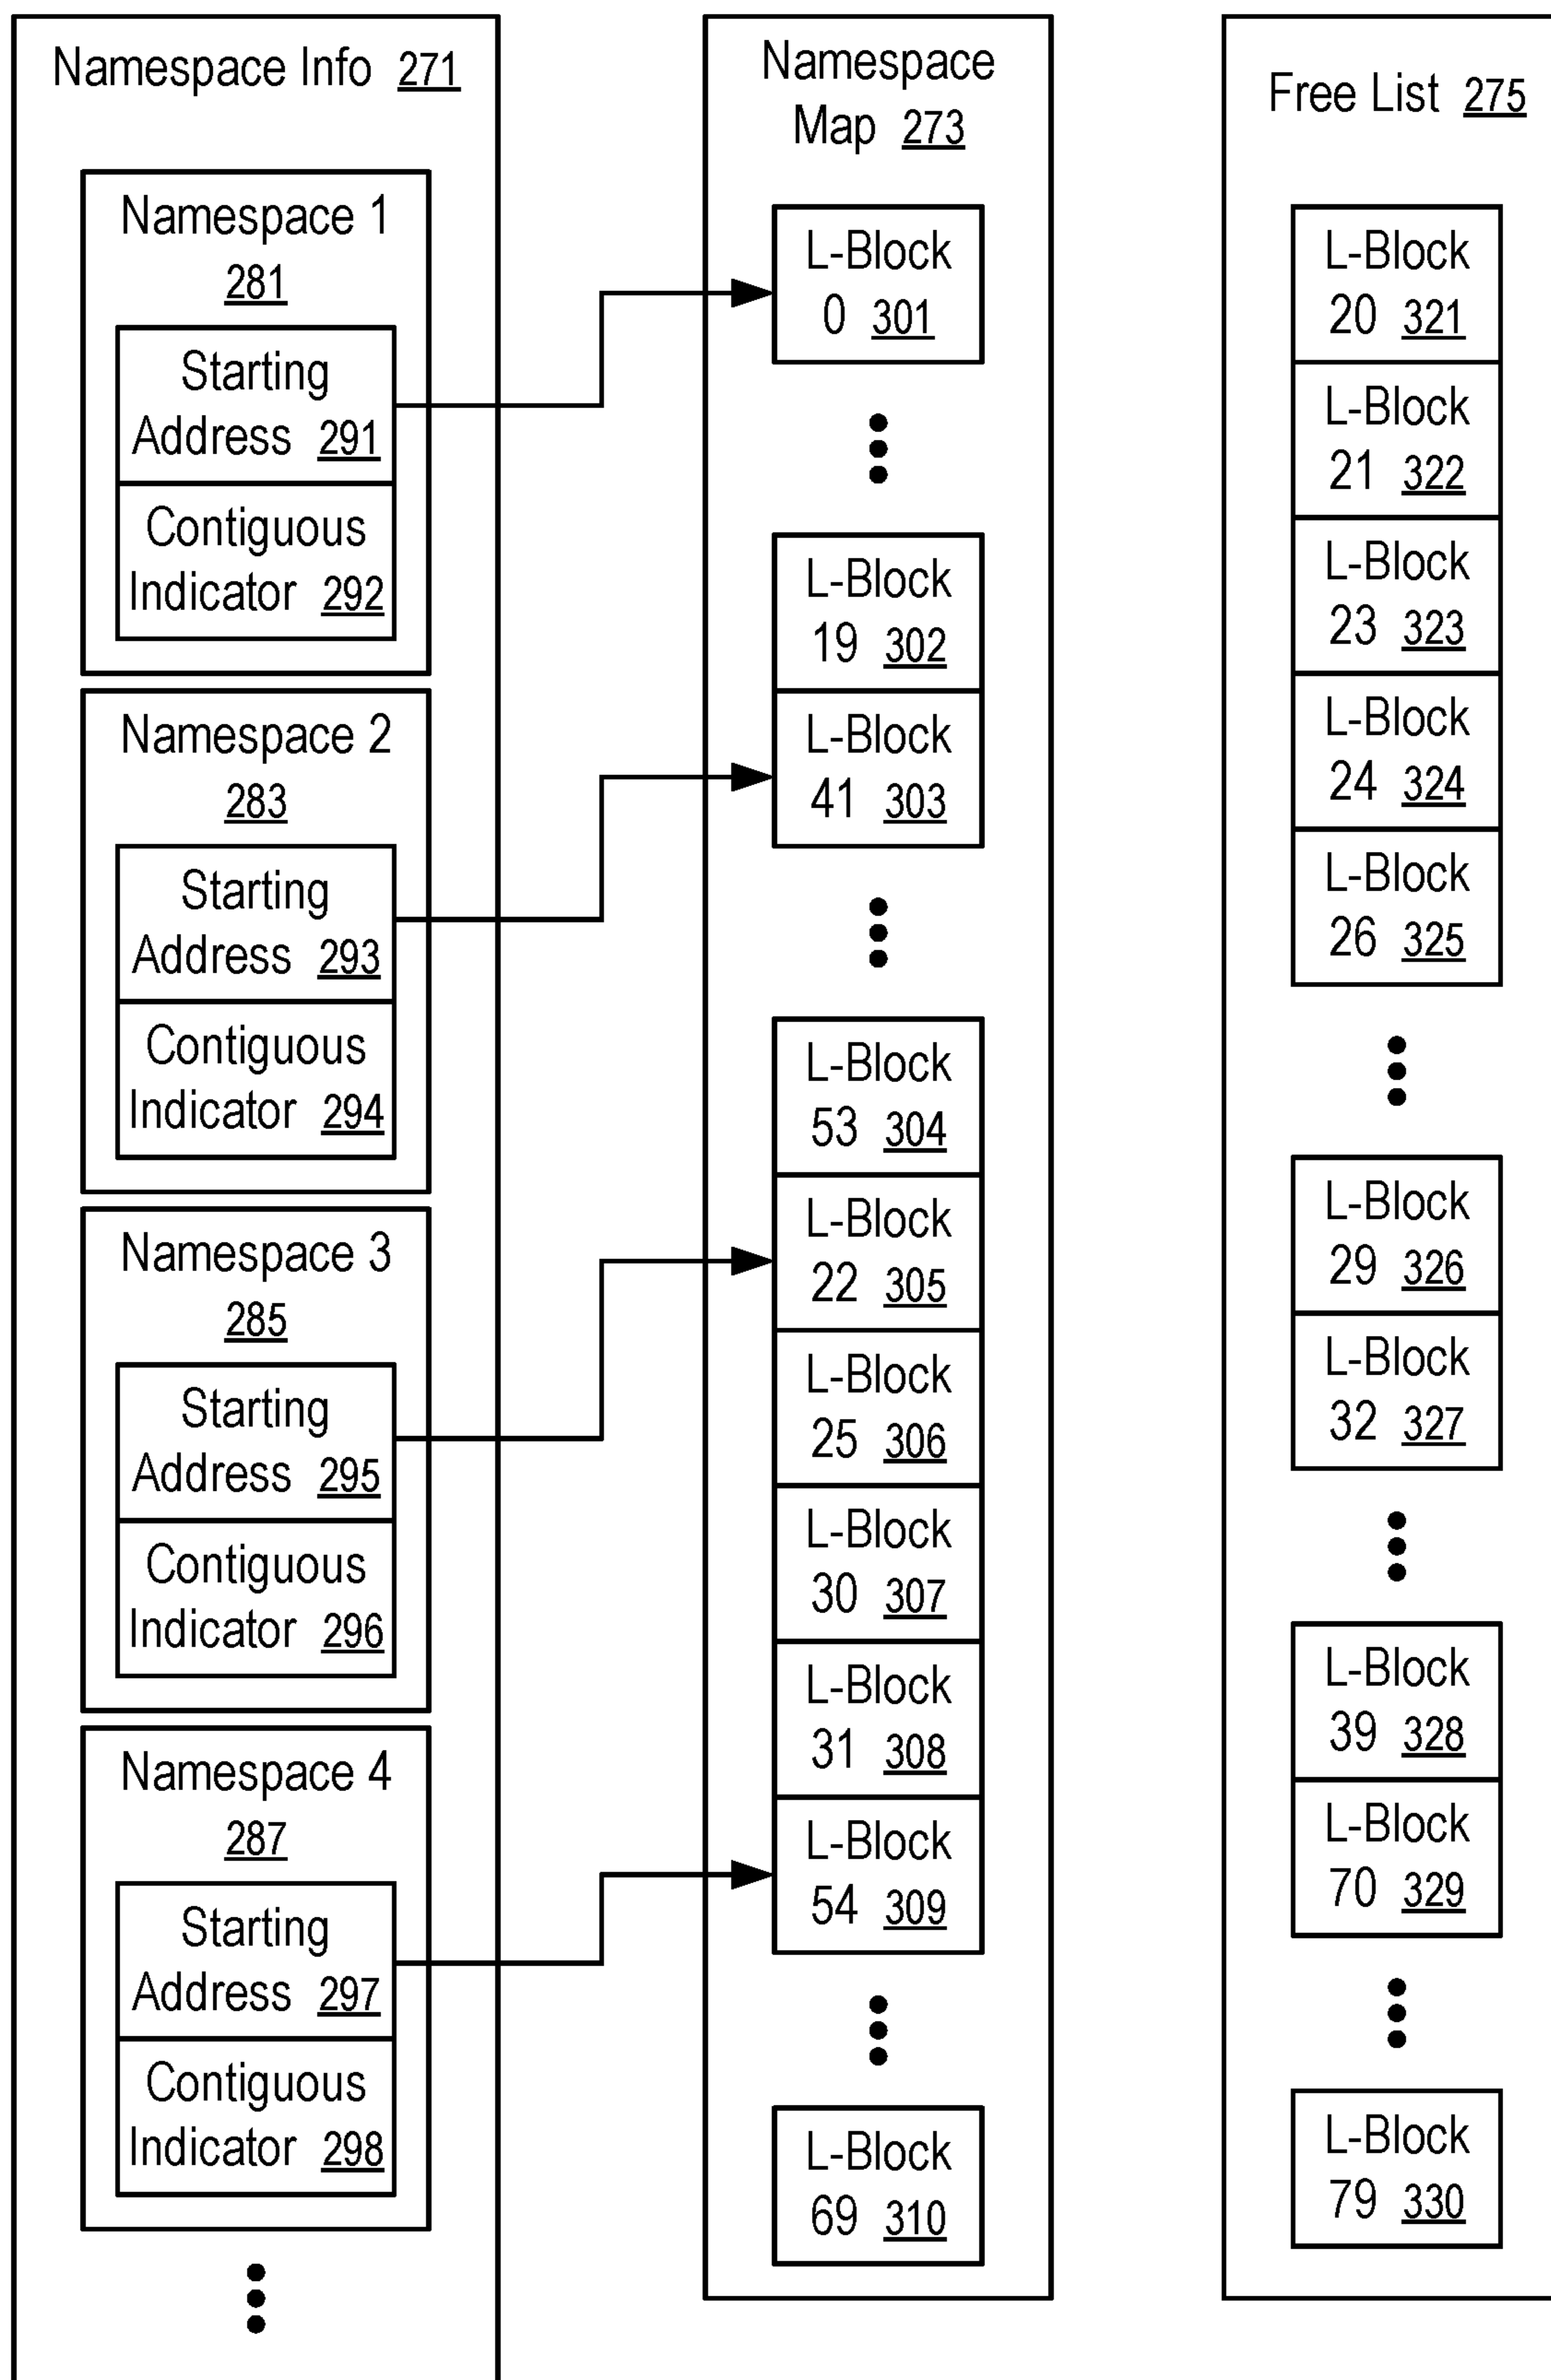 Namespace Info 271
Namespace 1
281
Starting
Address 291
Contiguous
Indicator 292
Namespace 2
283
Starting
Address 293
Contiguous
Indicator 294
Namespace 3
285
Starting
Address 295
Contiguous
Indicator 296
Namespace 4
287
Starting
Address 297
Contiguous
Indicator 298
Namespace
Map 273
L-Block
0 301
L-Block
19 302
L-Block
41 303
L-Block
53 304
L-Block
22 305
L-Block
25 306
L-Block
30 307
L-Block
31 308
L-Block
54 309
L-Block
69 310
Free List 275
L-Block
20 321
L-Block
21 322
L-Block
23 323
L-Block
24 324
L-Block
26 325
L-Block
29 326
L-Block
32 327
L-Block
39 328
L-Block
70 329
L-Block
79 330